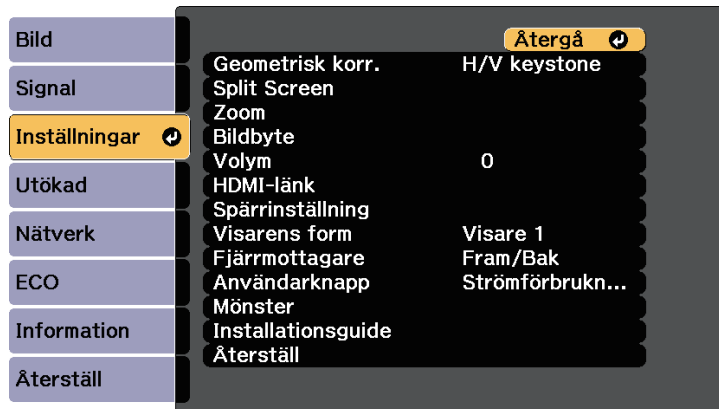 Bild
Signal
Inställningar
Utökad
Nätverk
ECO
Information
Återställ
Återgå
Geometrisk korr. H/V keystone
Split Screen
Zoom
Bildbyte
Volym 0
HDMI-länk
Spärrinställning
Visarens form Visare 1
Fjärrmottagare Fram/Bak
Användarknapp Strömförbrukn...
Mönster
Installationsguide
Återställ